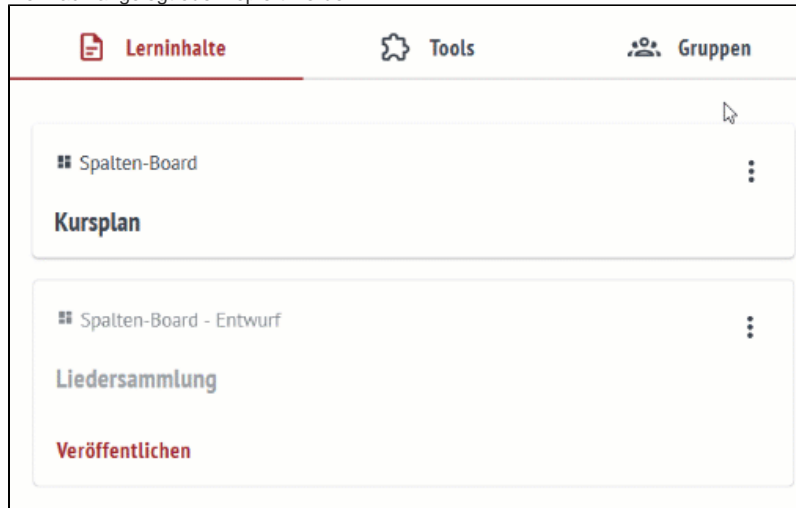 Lerninhalte Tools Gruppen
Spalten-Board
Kursplan
Spalten-Board - Entwurf
Liedersammlung
Veröffentlichen